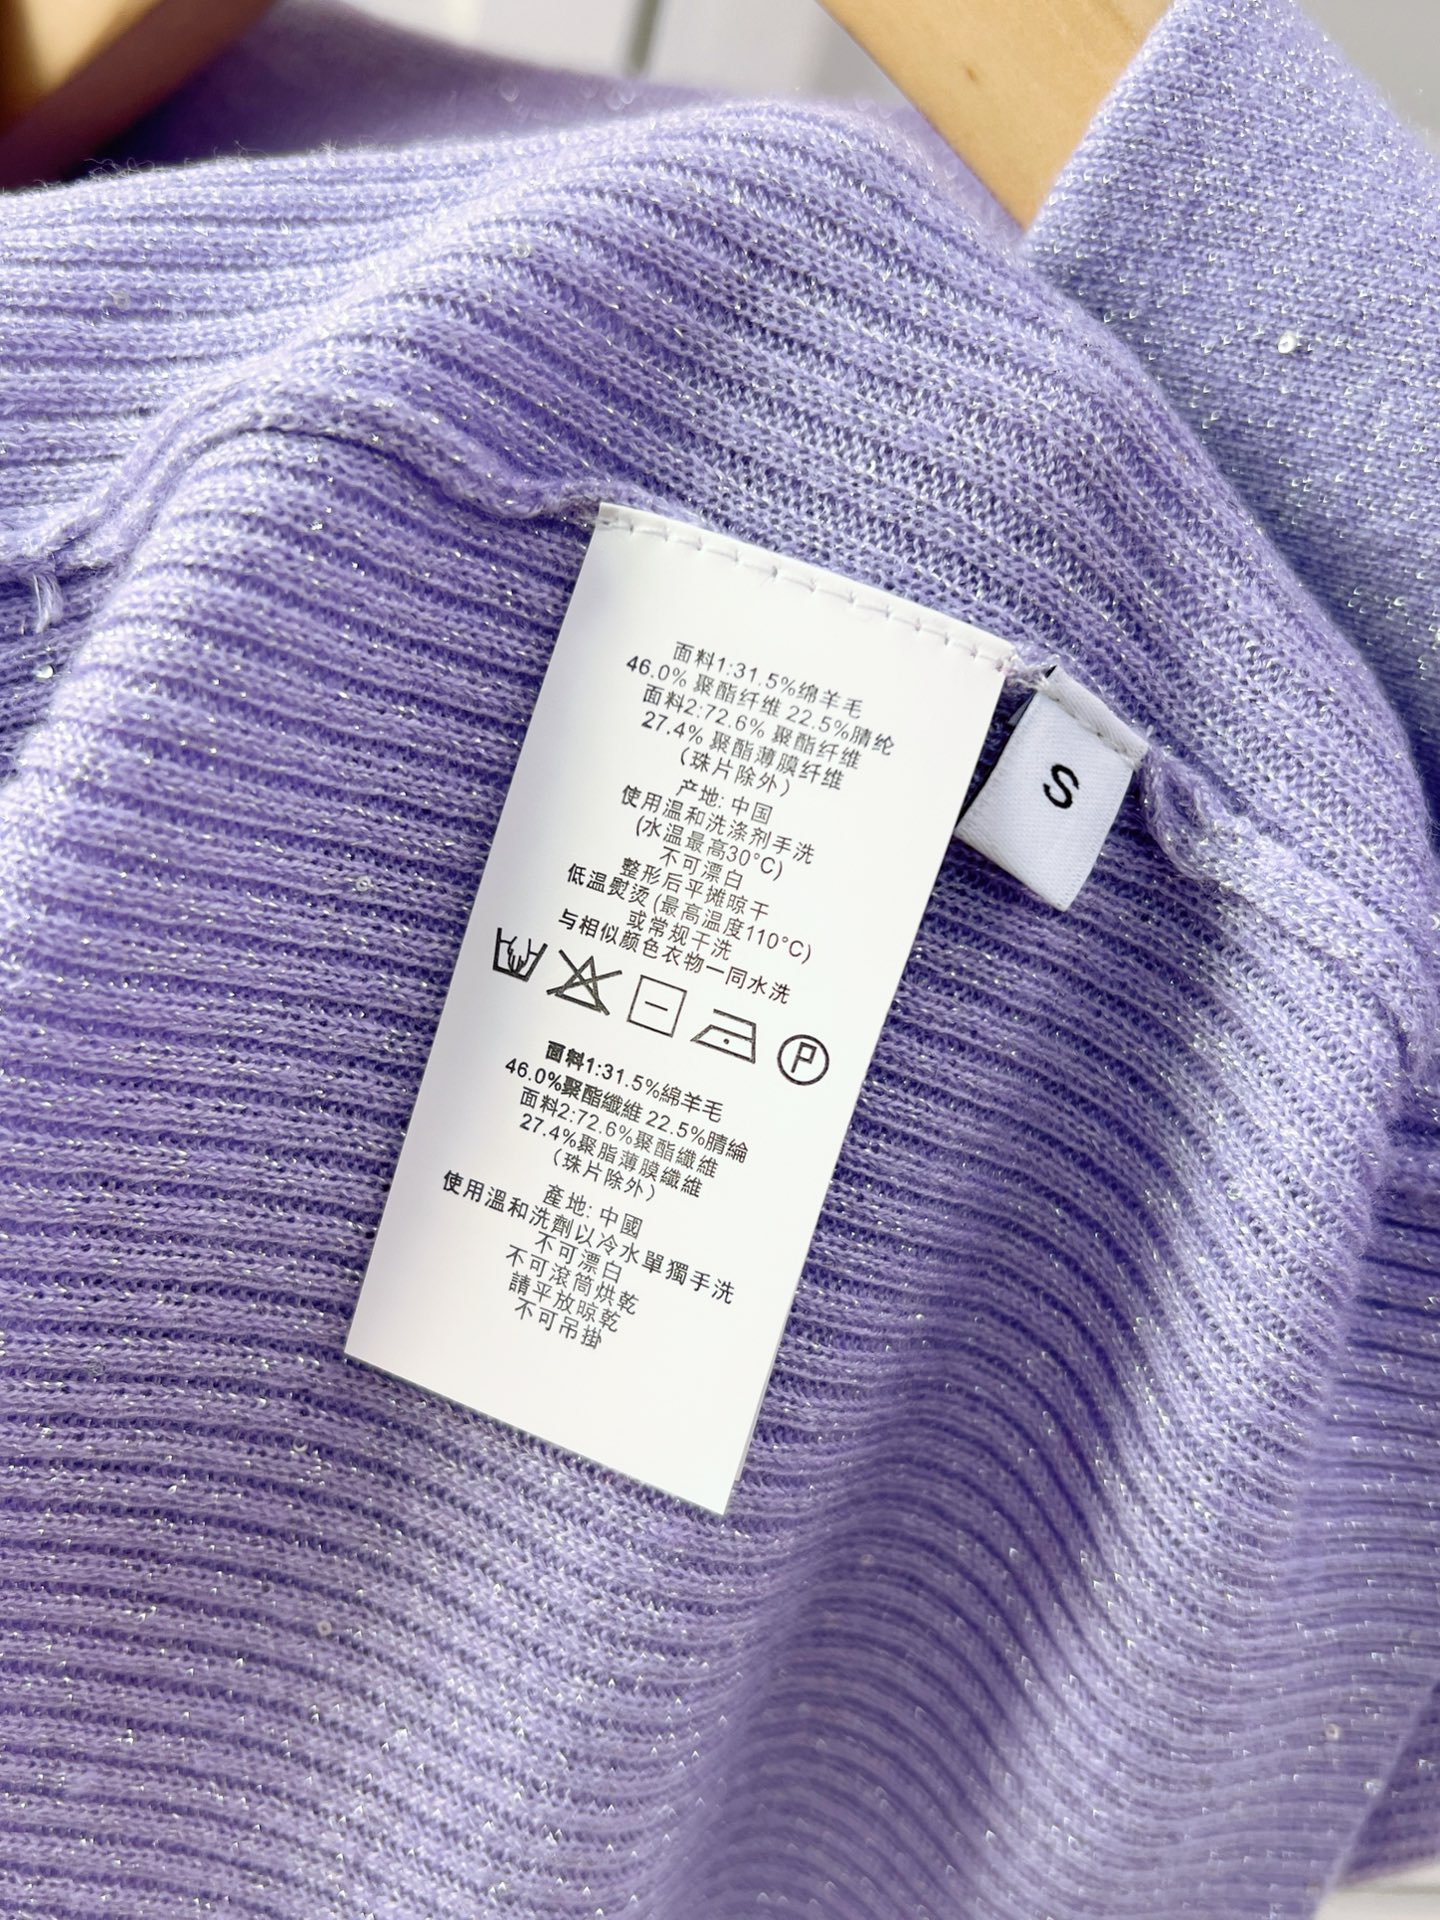 面料1:31.5%绵羊毛
46.0% 聚酯纤维 22.5%腈纶
面料2:72.6% 聚酯纤维
27.4% 聚酯薄膜纤维
(珠片除外)
产地: 中国
使用温和洗涤剂手洗
(水温最高30°C)
不可漂白
整形后平摊晾干
低温熨烫(最高温度110°C)
或常规干洗
与相似颜色衣物一同水洗
P
面料1:31.5%綿羊毛
46.0%聚酯纖維 22.5%腈綸
面料2:72.6%聚酯纖維
27.4%聚脂薄膜纖維
(珠片除外)
產地: 中國
使用溫和洗劑以冷水單獨手洗
不可漂白
不可滾筒烘乾
請平放晾乾
不可吊掛
S